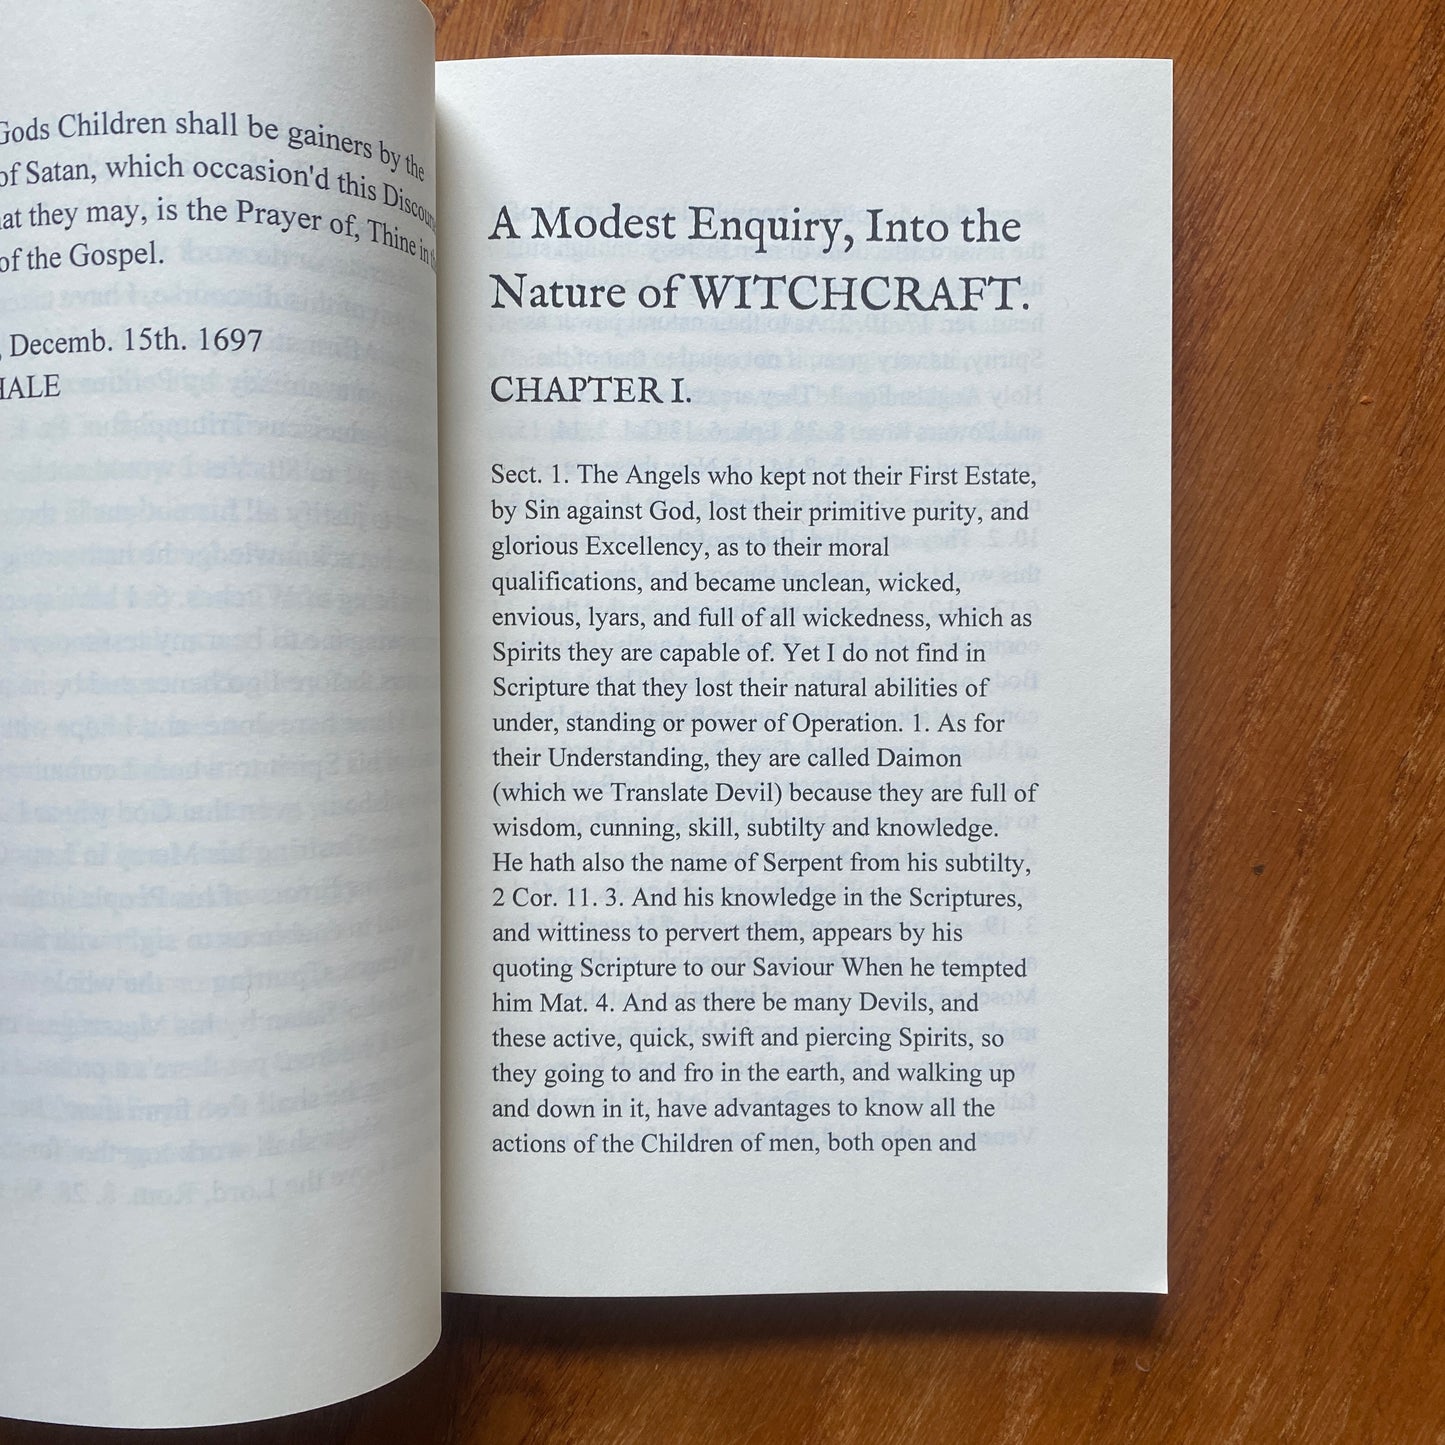 Gods Children shall be gainers by the
of Satan, which occasion'd this
they may, is the Prayer of, Thine in
of the Gospel.
, Decemb. 15th. 1697
HALE
A Modest Enquiry, Into the
Nature of WITCHCRAFT.
CHAPTER I.
Sect. 1. The Angels who kept not their First Estate,
by Sin against God, lost their primitive purity, and
glorious Excellency, as to their moral
qualifications, and became unclean, wicked,
envious, lyars, and full of all wickedness, which as
Spirits they are capable of. Yet I do not find in
Scripture that they lost their natural abilities of
under, standing or power of Operation. 1. As for
their Understanding, they are called Daimon
(which we Translate Devil) because they are full of
wisdom, cunning, skill, subtilty and knowledge.
He hath also the name of Serpent from his subtilty,
2 Cor. 11. 3. And his knowledge in the Scriptures,
and wittiness to pervert them, appears by his
quoting Scripture to our Saviour When he tempted
him Mat. 4. And as there be many Devils, and
these active, quick, swift and piercing Spirits, so
they going to and fro in the earth, and walking up
and down in it, have advantages to know all the
actions of the Children of men, both open and